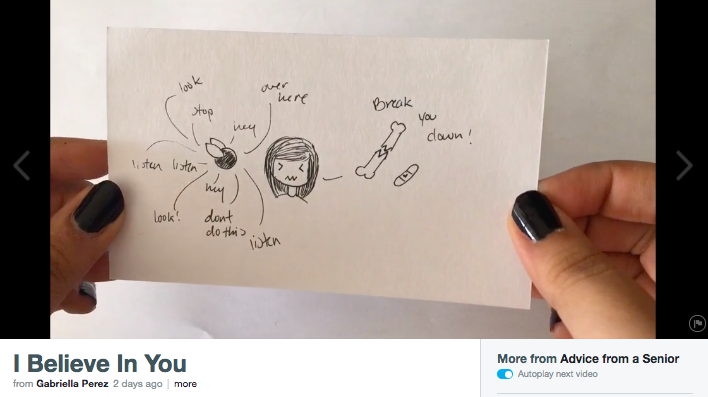 look
stop
hey
over
here
listen listen
hey
look!
dont
do this
listen
Break
you
down!
I Believe In You
from Gabriella Perez 2 days ago | more
More from Advice from a Senior
Autoplay next video